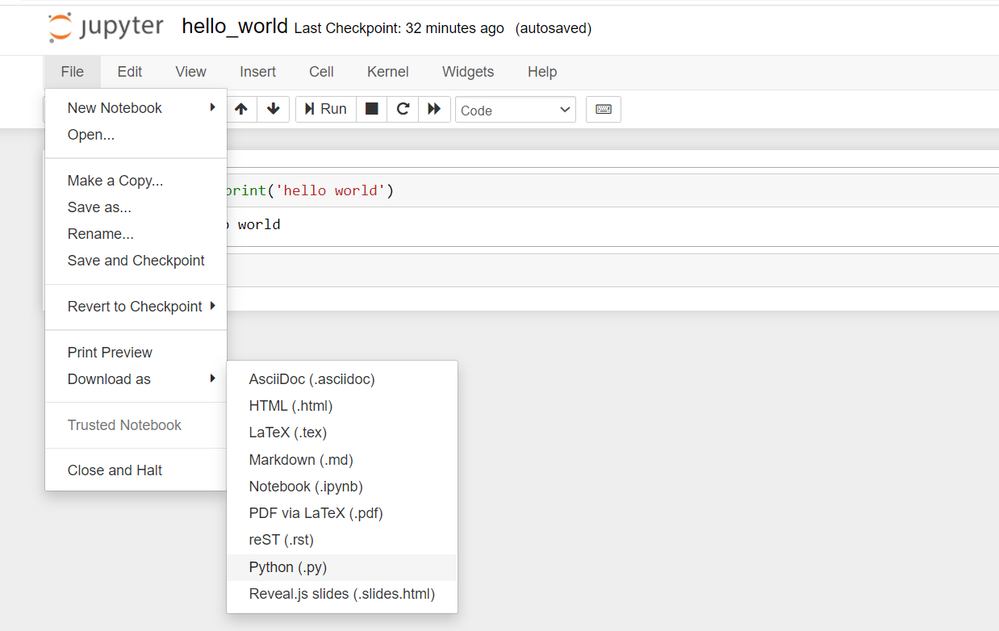 jupyter hello_world Last Checkpoint: 32 minutes ago (autosaved)
File Edit View Insert Cell Kernel Widgets Help
Run Code
New Notebook
Open...
Make a Copy...
Save as...
Rename...
Save and Checkpoint
Revert to Checkpoint
Print Preview
Download as
Trusted Notebook
Close and Halt
print('hello world')
world
AsciiDoc (.asciidoc)
HTML (.html)
LaTeX (.tex)
Markdown (.md)
Notebook (.ipynb)
PDF via LaTeX (.pdf)
reST (.rst)
Python (.py)
Reveal.js slides (.slides.html)